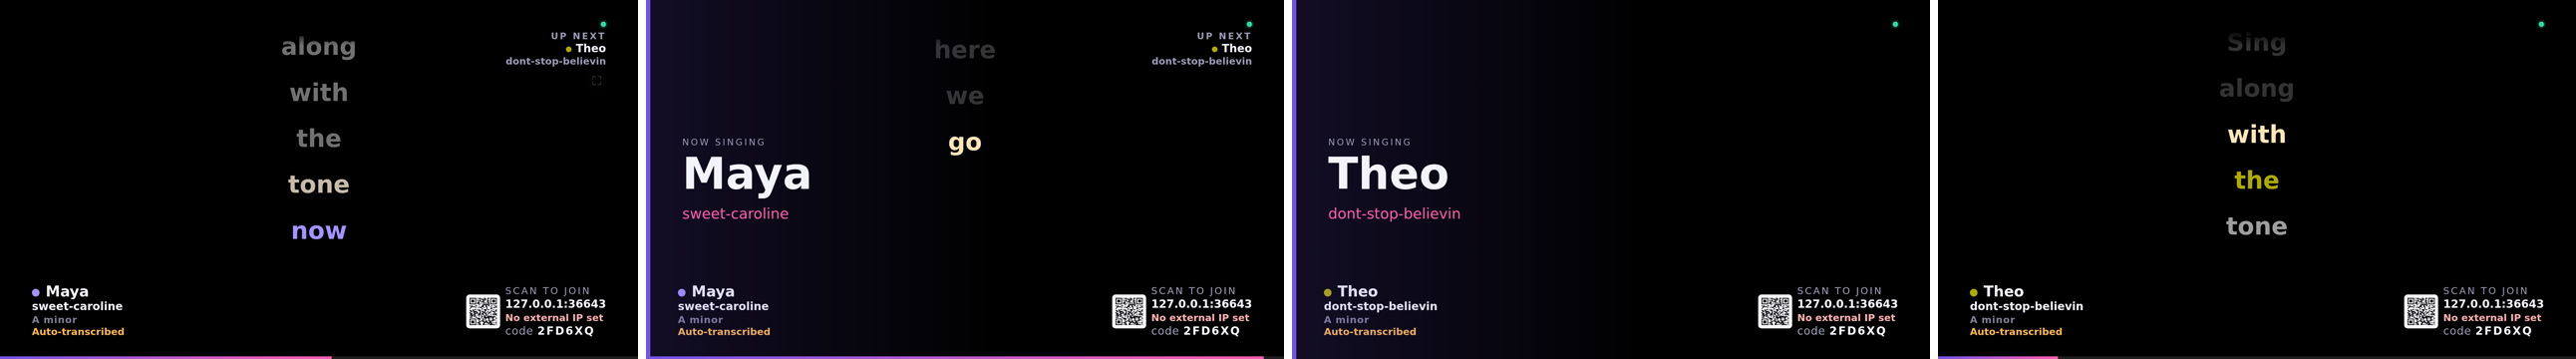 along
with
the
tone
now
UP NEXT
Theo
dont-stop-believin
Maya
sweet-caroline
A minor
Auto-transcribed
SCAN TO JOIN
127.0.0.1:36643
No external IP set
code 2FD6XQ
here
we
go
UP NEXT
Theo
dont-stop-believin
NOW SINGING
Maya
sweet-caroline
Maya
sweet-caroline
A minor
Auto-transcribed
SCAN TO JOIN
127.0.0.1:36643
No external IP set
code 2FD6XQ
NOW SINGING
Theo
dont-stop-believin
Theo
dont-stop-believin
A minor
Auto-transcribed
SCAN TO JOIN
127.0.0.1:36643
No external IP set
code 2FD6XQ
Sing
along
with
the
tone
Theo
dont-stop-believin
A minor
Auto-transcribed
SCAN TO JOIN
127.0.0.1:36643
No external IP set
code 2FD6XQ